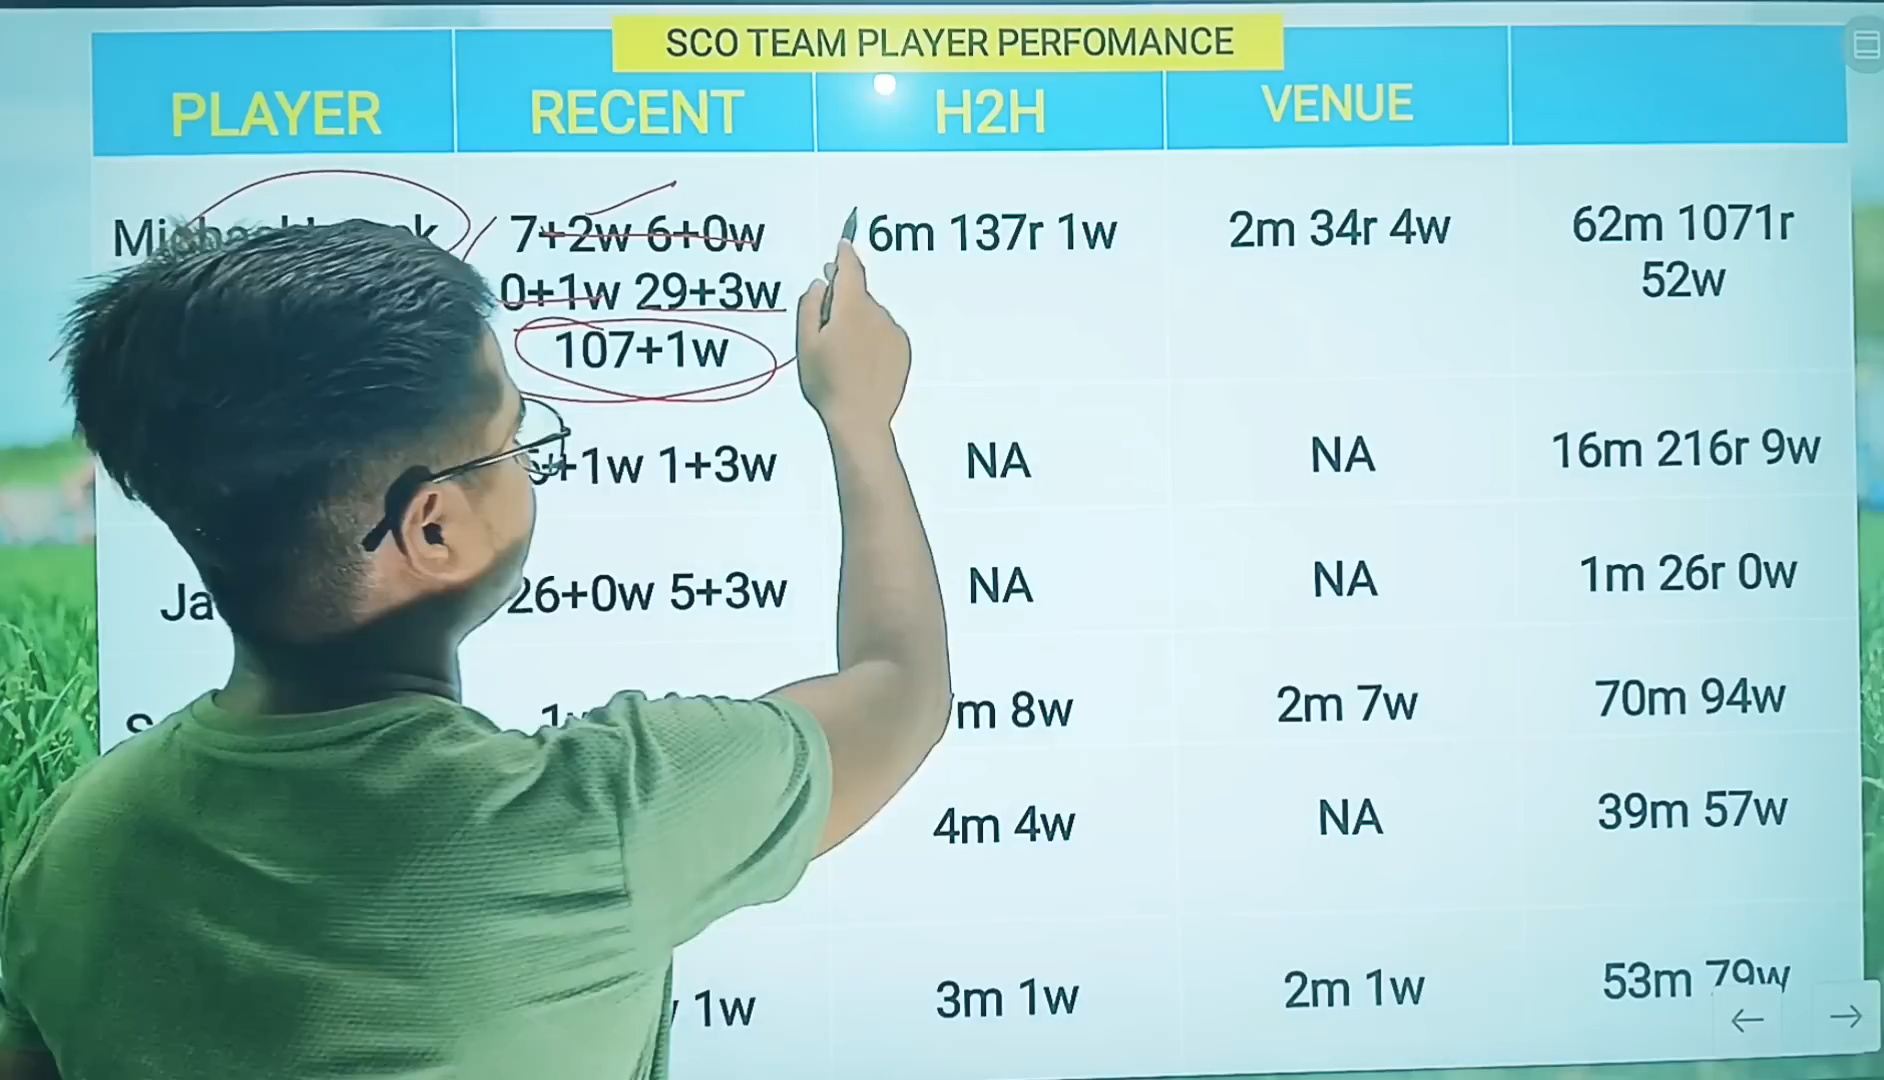 SCO TEAM PLAYER PERFOMANCE
PLAYER RECENT H2H VENUE
7+2w 6+0w 6m 137r 1w 2m 34r 4w 62m 1071r
0+1w 29+3w 52w
107+1w
+1w 1+3w NA NA 16m 216r 9w
26+0w 5+3w NA NA 1m 26r 0w
m 8w 2m 7w 70m 94w
4m 4w NA 39m 57w
1w 3m 1w 2m 1w 53m 79w